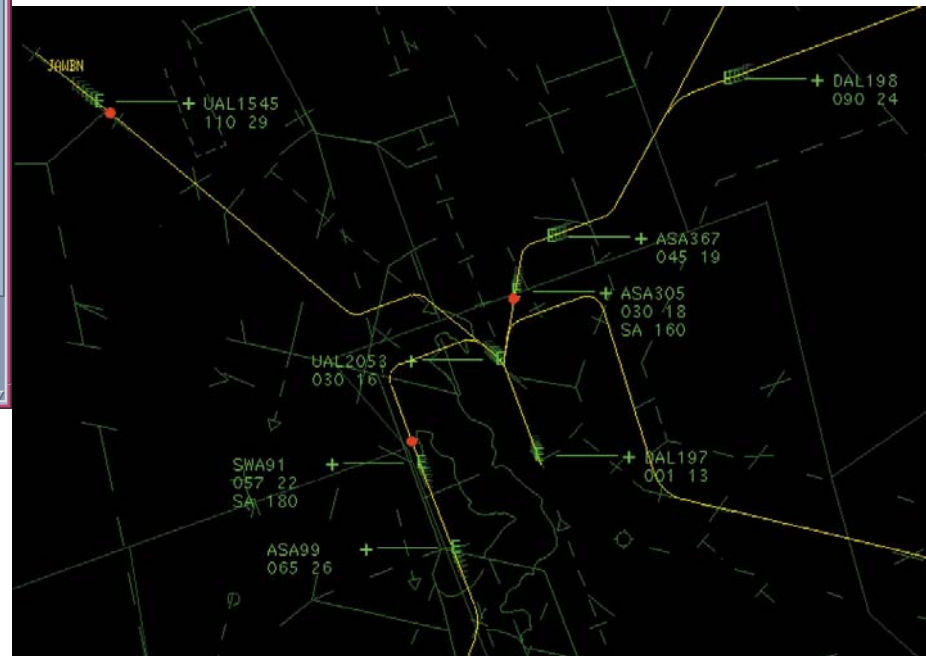 JAWBN
UAL1545
110 29
DAL198
090 24
ASA367
045 19
ASA305
030 18
SA 160
UAL2053
030 16
SWA91
057 22
SA 180
DAL197
001 13
ASA99
065 26